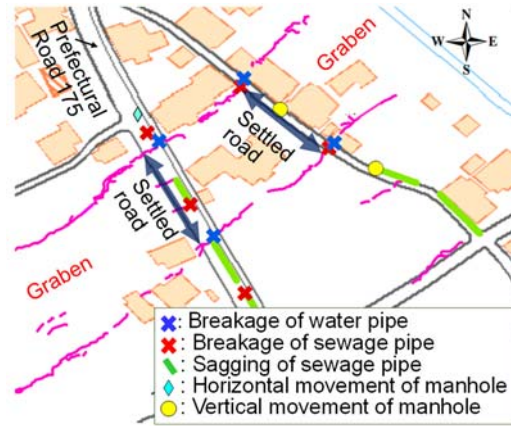 N
W E
S
Graben
Prefectural
Road 175
Settled
road
Settled
road
Graben
: Breakage of water pipe
: Breakage of sewage pipe
: Sagging of sewage pipe
: Horizontal movement of manhole
: Vertical movement of manhole